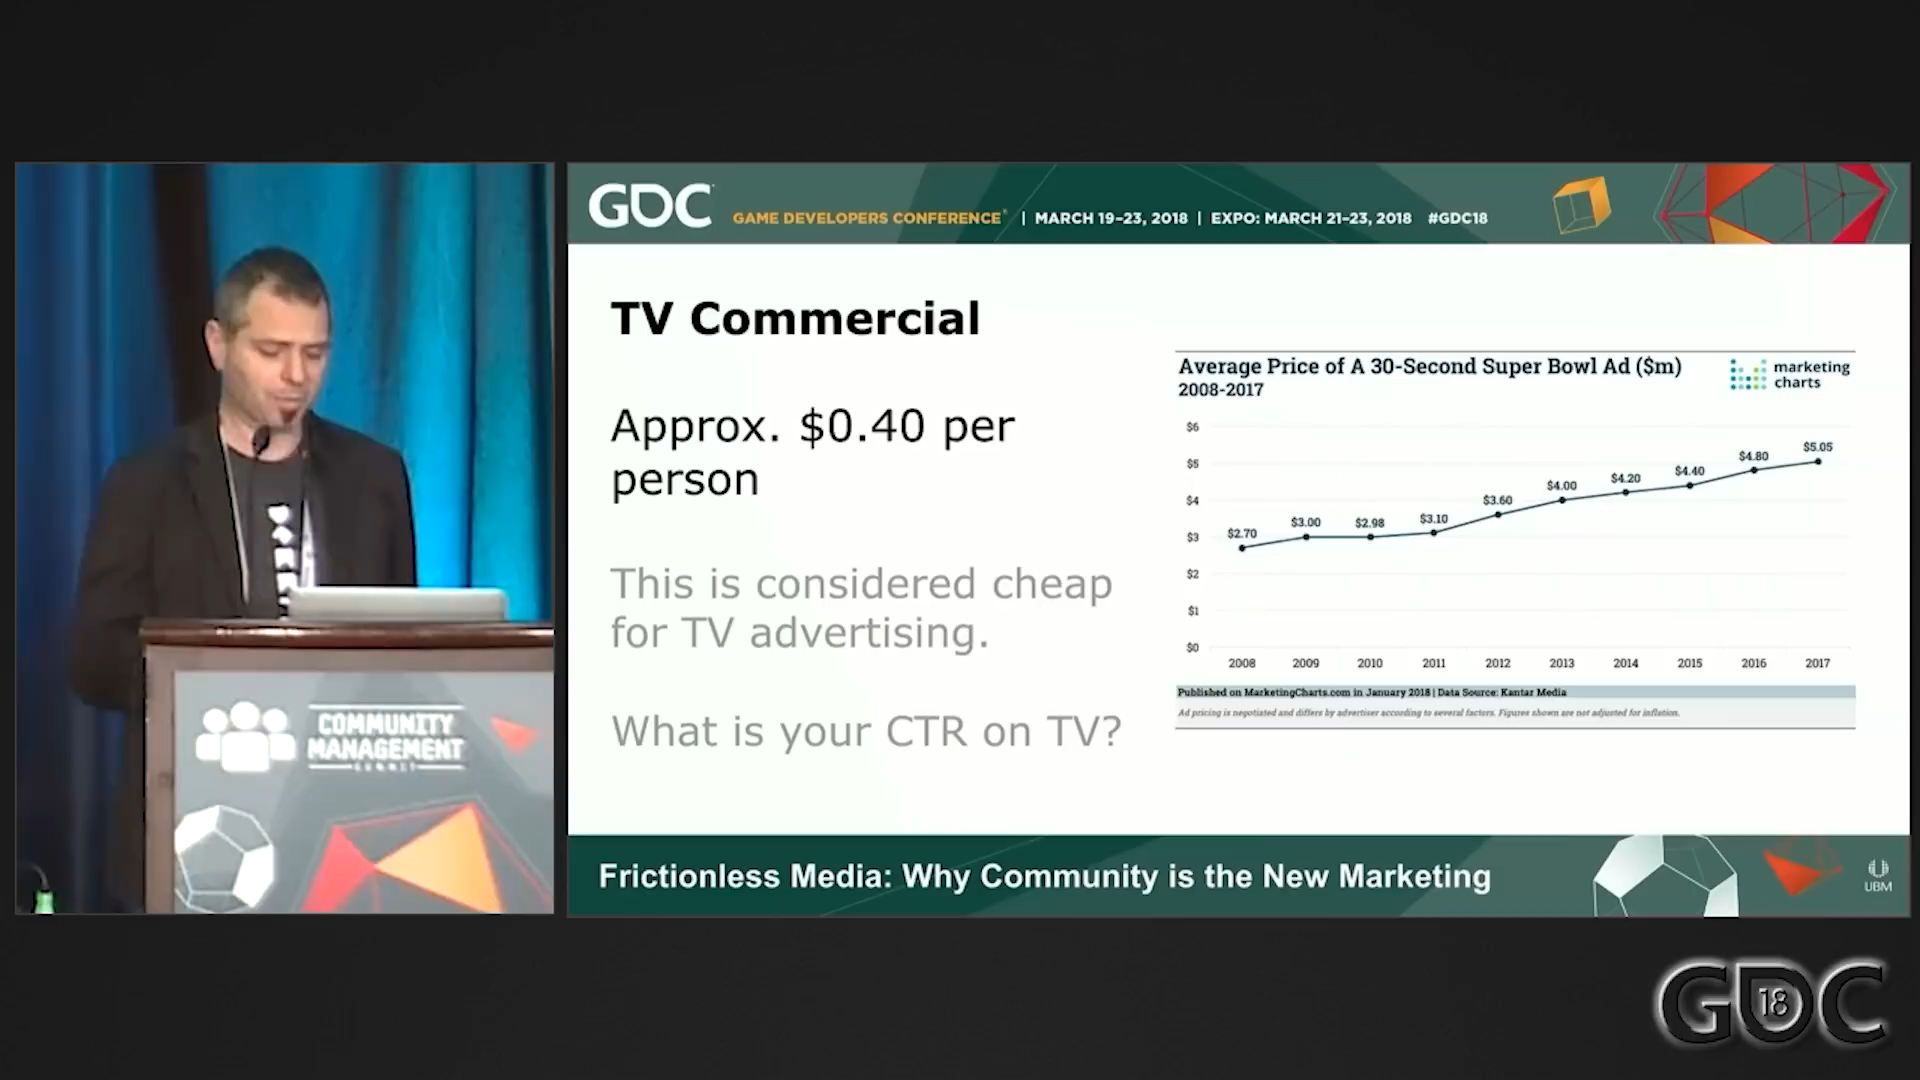 GDC
GAME DEVELOPERS CONFERENCE | MARCH 19-23, 2018 | EXPO: MARCH 21-23, 2018 #GDC18
TV Commercial
Approx. $0.40 per
person
This is considered cheap
for TV advertising.
What is your CTR on TV?
Average Price of A 30-Second Super Bowl Ad ($m)
2008-2017
marketing
charts
$6
$5
$4
$3
$2
$1
$0
$2.70
$3.00
$2.98
$3.10
$3.60
$4.00
$4.20
$4.40
$4.80
$5.05
2008 2009 2010 2011 2012 2013 2014 2015 2016 2017
Published on MarketingCharts.com in January 2018 | Data Source: Kantar Media
Ad pricing is negotiated and differs by advertiser according to several factors. Figures shown are not adjusted for inflation.
COMMUNITY
MANAGEMENT
SUMMIT
Frictionless Media: Why Community is the New Marketing
UBM
GDC
18